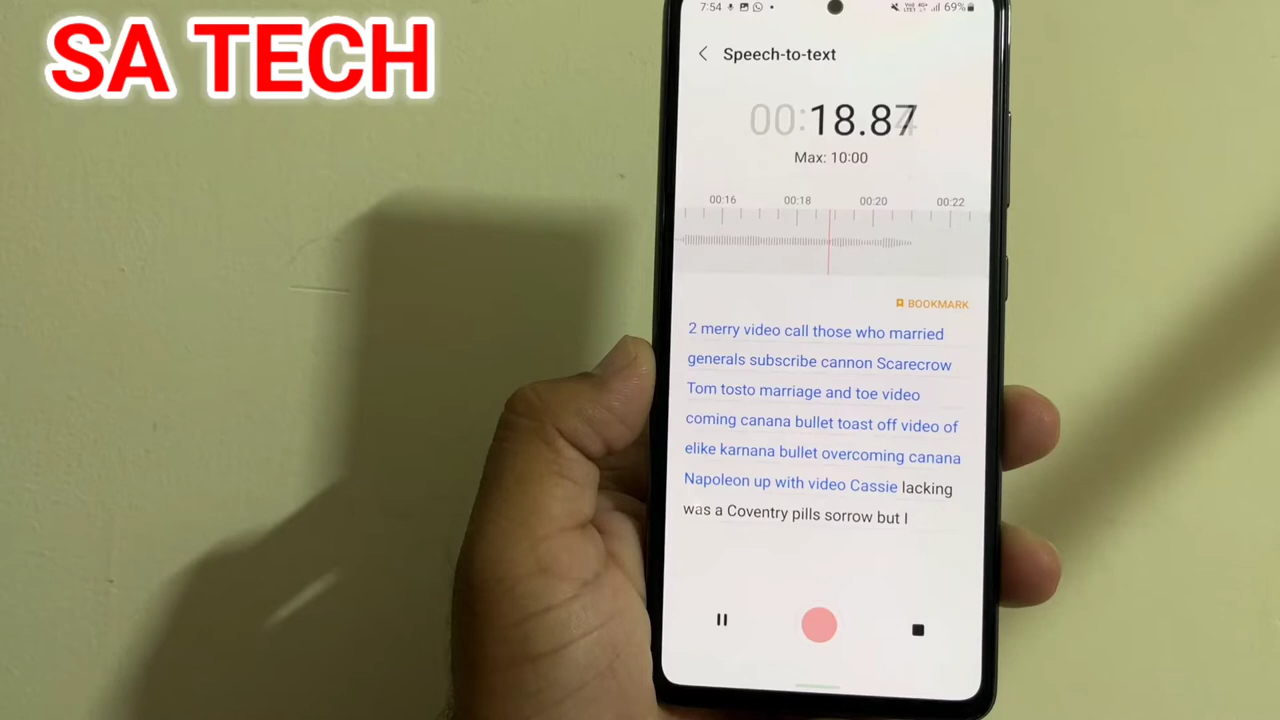 SA TECH
7:54
69%
Speech-to-text
00:18.87
Max: 10:00
00:16 00:18 00:20 00:22
BOOKMARK
2 merry video call those who married
generals subscribe cannon Scarecrow
Tom tosto marriage and toe video
coming canana bullet toast off video of
elike karnana bullet overcoming canana
Napoleon up with video Cassie lacking
was a Coventry pills sorrow but I